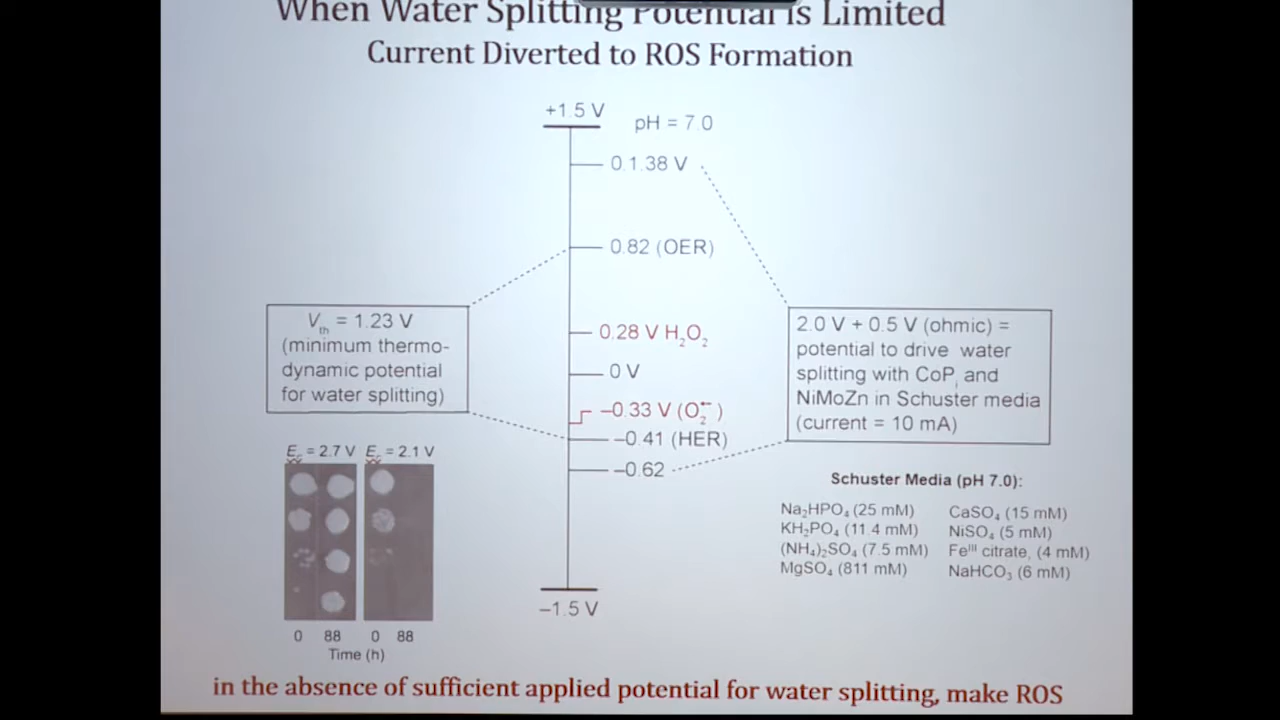 When Water Splitting Potential is Limited
Current Diverted to ROS Formation
+1.5 V
pH = 7.0
0.1.38 V
0.82 (OER)
0.28 V H₂O₂
0 V
−0.33 V (O₂•−)
−0.41 (HER)
−0.62
−1.5 V
Vth = 1.23 V
(minimum thermo-
dynamic potential
for water splitting)
2.0 V + 0.5 V (ohmic) =
potential to drive water
splitting with CoPi and
NiMoZn in Schuster media
(current = 10 mA)
Ec = 2.7 V Ec = 2.1 V
0 88 0 88
Time (h)
Schuster Media (pH 7.0):
Na₂HPO₄ (25 mM) CaSO₄ (15 mM)
KH₂PO₄ (11.4 mM) NiSO₄ (5 mM)
(NH₄)₂SO₄ (7.5 mM) Feᴵᴵᴵ citrate, (4 mM)
MgSO₄ (811 mM) NaHCO₃ (6 mM)
in the absence of sufficient applied potential for water splitting, make ROS